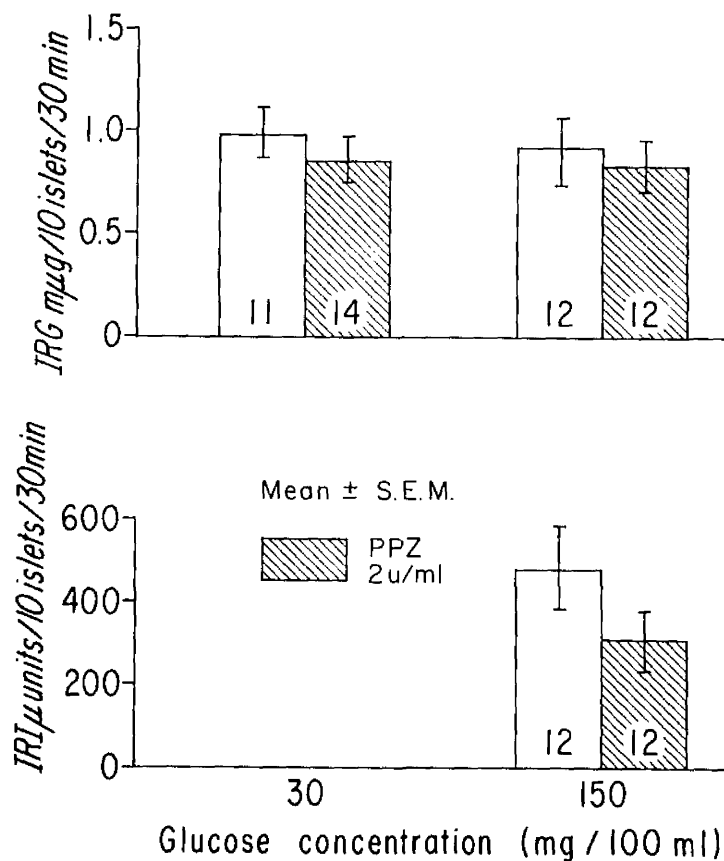 IRG mµg/10 islets/30 min
1.5
1.0
0.5
0
11
14
12
12
IRI µunits/10 islets/30min
600
400
200
0
Mean ± S.E.M.
PPZ
2u/ml
12
12
30
150
Glucose concentration (mg/100 ml)